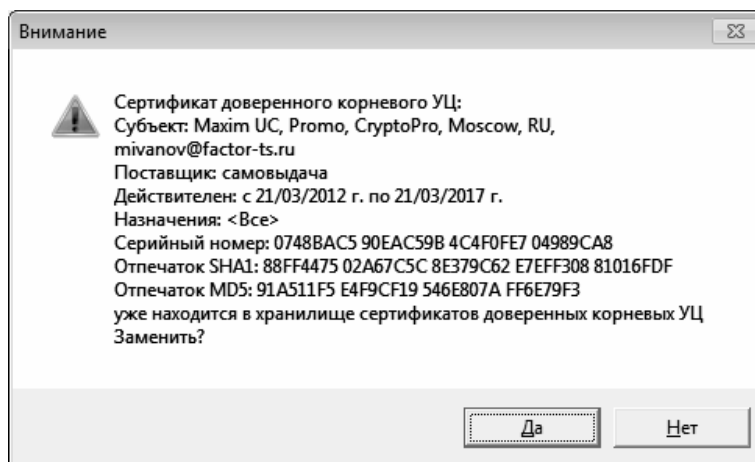 Внимание
Сертификат доверенного корневого УЦ:
Субъект: Maxim UC, Promo, CryptoPro, Moscow, RU,
mivanov@factor-ts.ru
Поставщик: самовыдача
Действителен: с 21/03/2012 г. по 21/03/2017 г.
Назначения: <Все>
Серийный номер: 0748BAC5 90EAC59B 4C4F0FE7 04989CA8
Отпечаток SHA1: 88FF4475 02A67C5C 8E379C62 E7EFF308 81016FDF
Отпечаток MD5: 91A511F5 E4F9CF19 546E807A FF6E79F3
уже находится в хранилище сертификатов доверенных корневых УЦ
Заменить?
Да
Нет